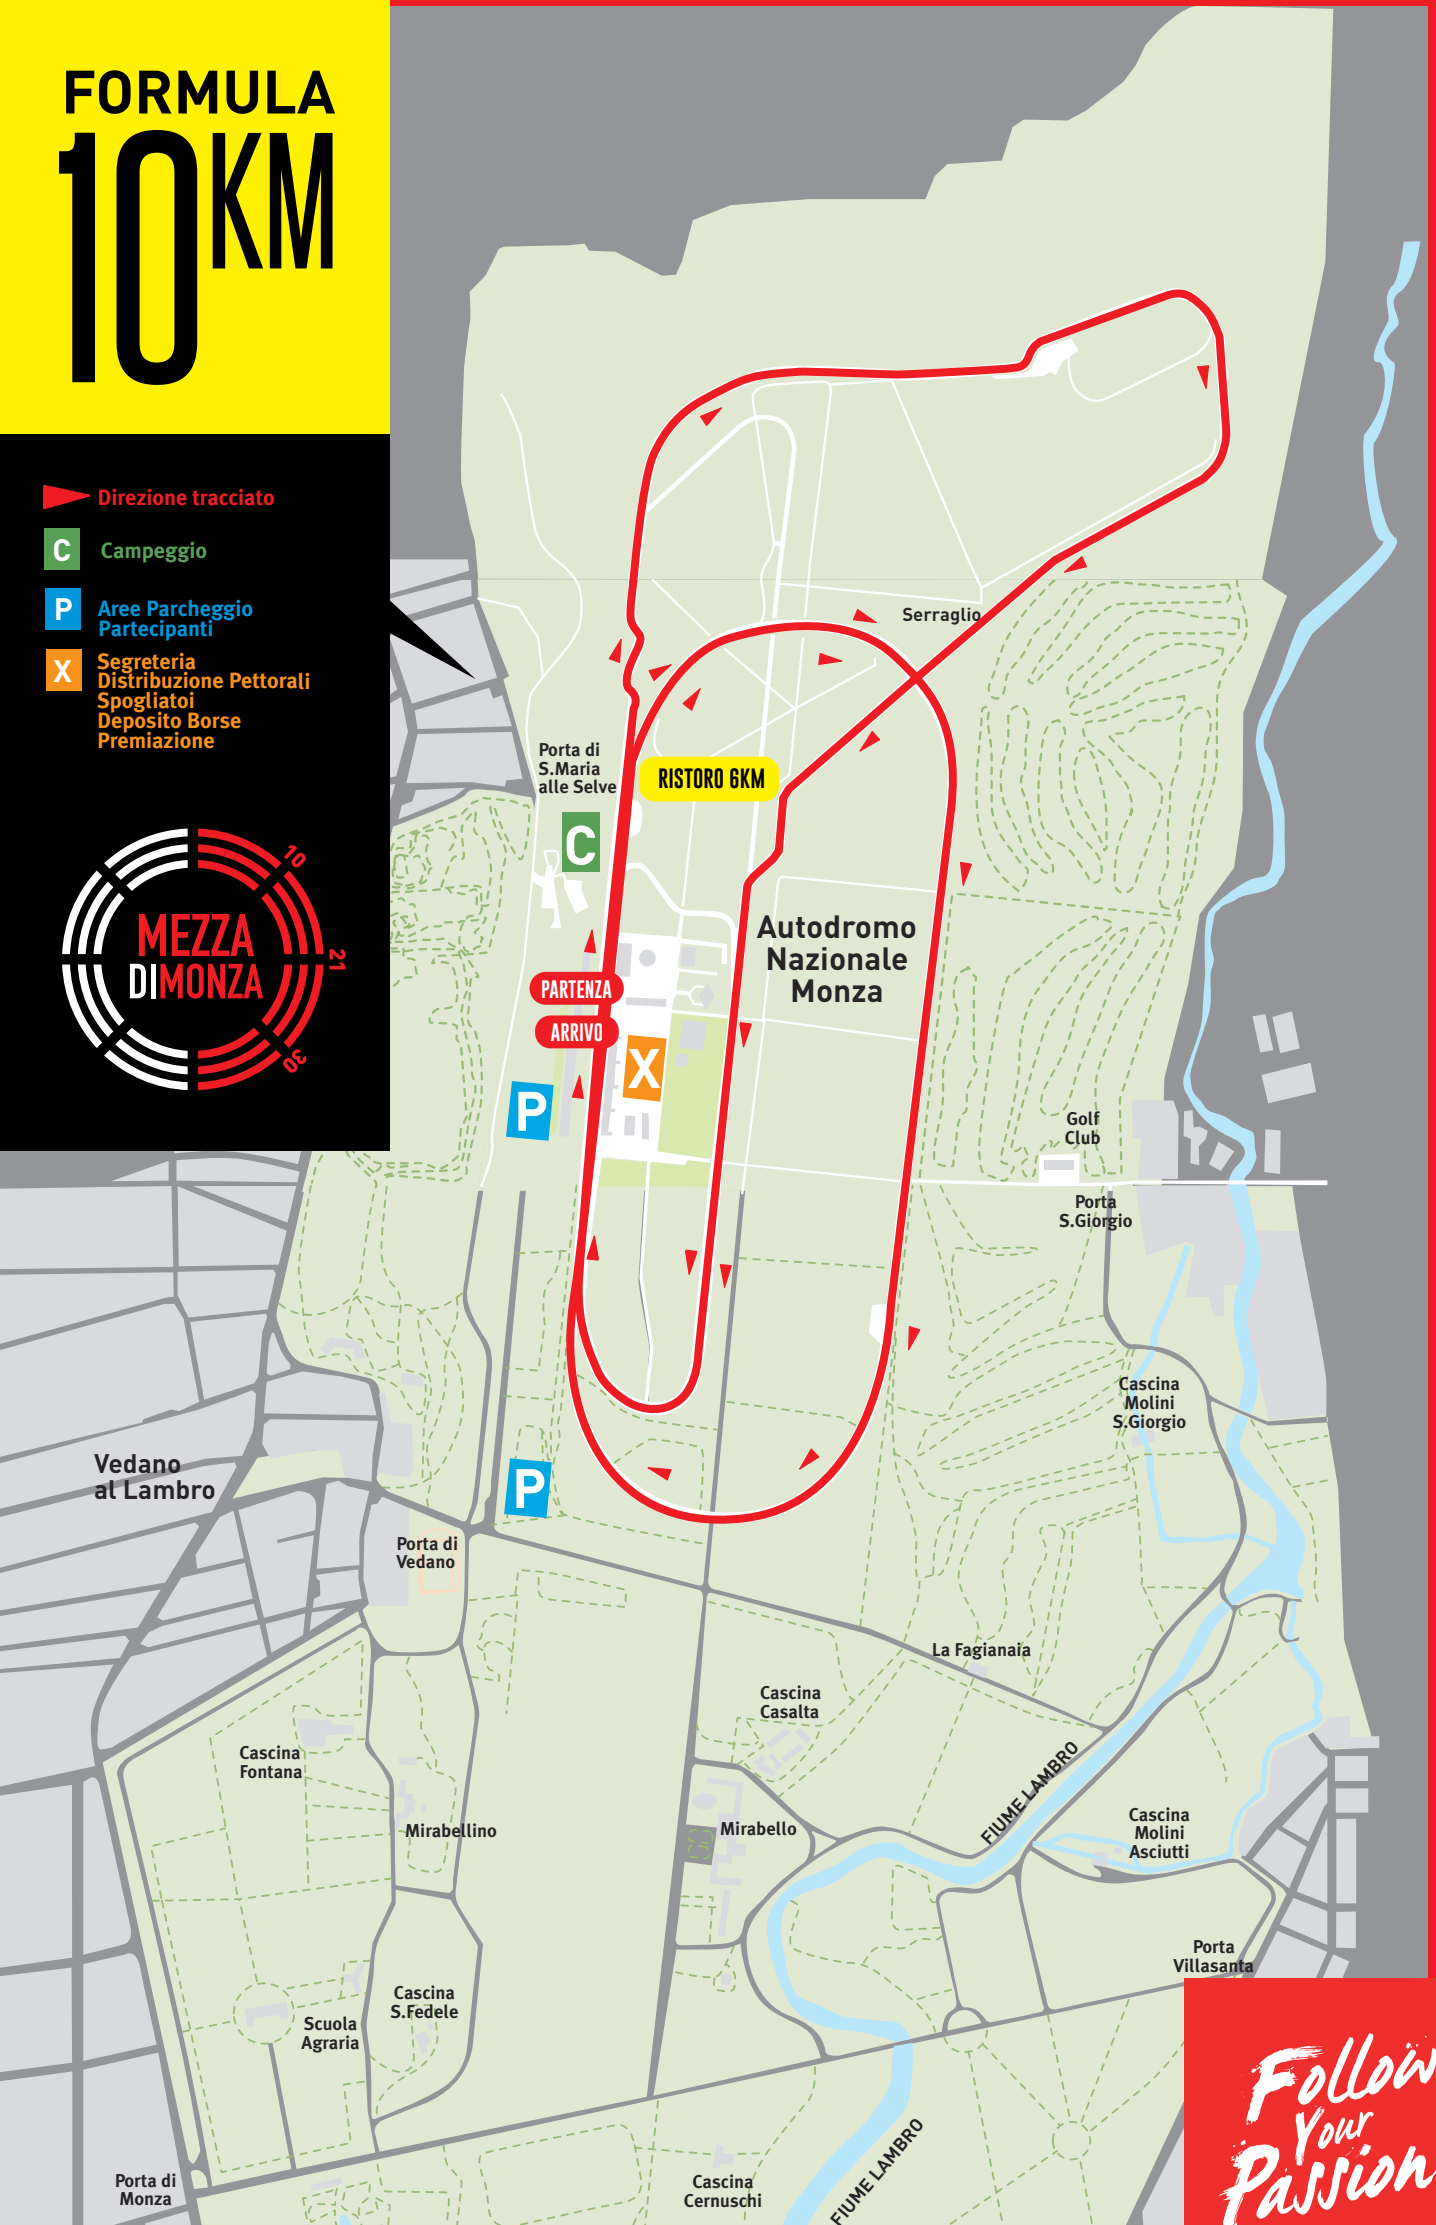 FORMULA
10KM
Direzione tracciato
C
Campeggio
P
Aree Parcheggio
Partecipanti
X
Segreteria
Distribuzione Pettorali
Spogliatoi
Deposito Borse
Premiazione
10
21
30
MEZZA
DIMONZA
Serraglio
Porta di
S.Maria
alle Selve
RISTORO 6KM
C
Autodromo
Nazionale
Monza
PARTENZA
ARRIVO
X
P
Golf
Club
Porta
S.Giorgio
Cascina
Molini
S.Giorgio
Vedano
al Lambro
P
Porta di
Vedano
La Fagianaia
Cascina
Casalta
Cascina
Fontana
FIUME LAMBRO
Mirabellino
Mirabello
Cascina
Molini
Asciutti
Porta
Villasanta
Cascina
S.Fedele
Scuola
Agraria
Porta di
Monza
Cascina
Cernuschi
FIUME LAMBRO
Follow
Your
Passion